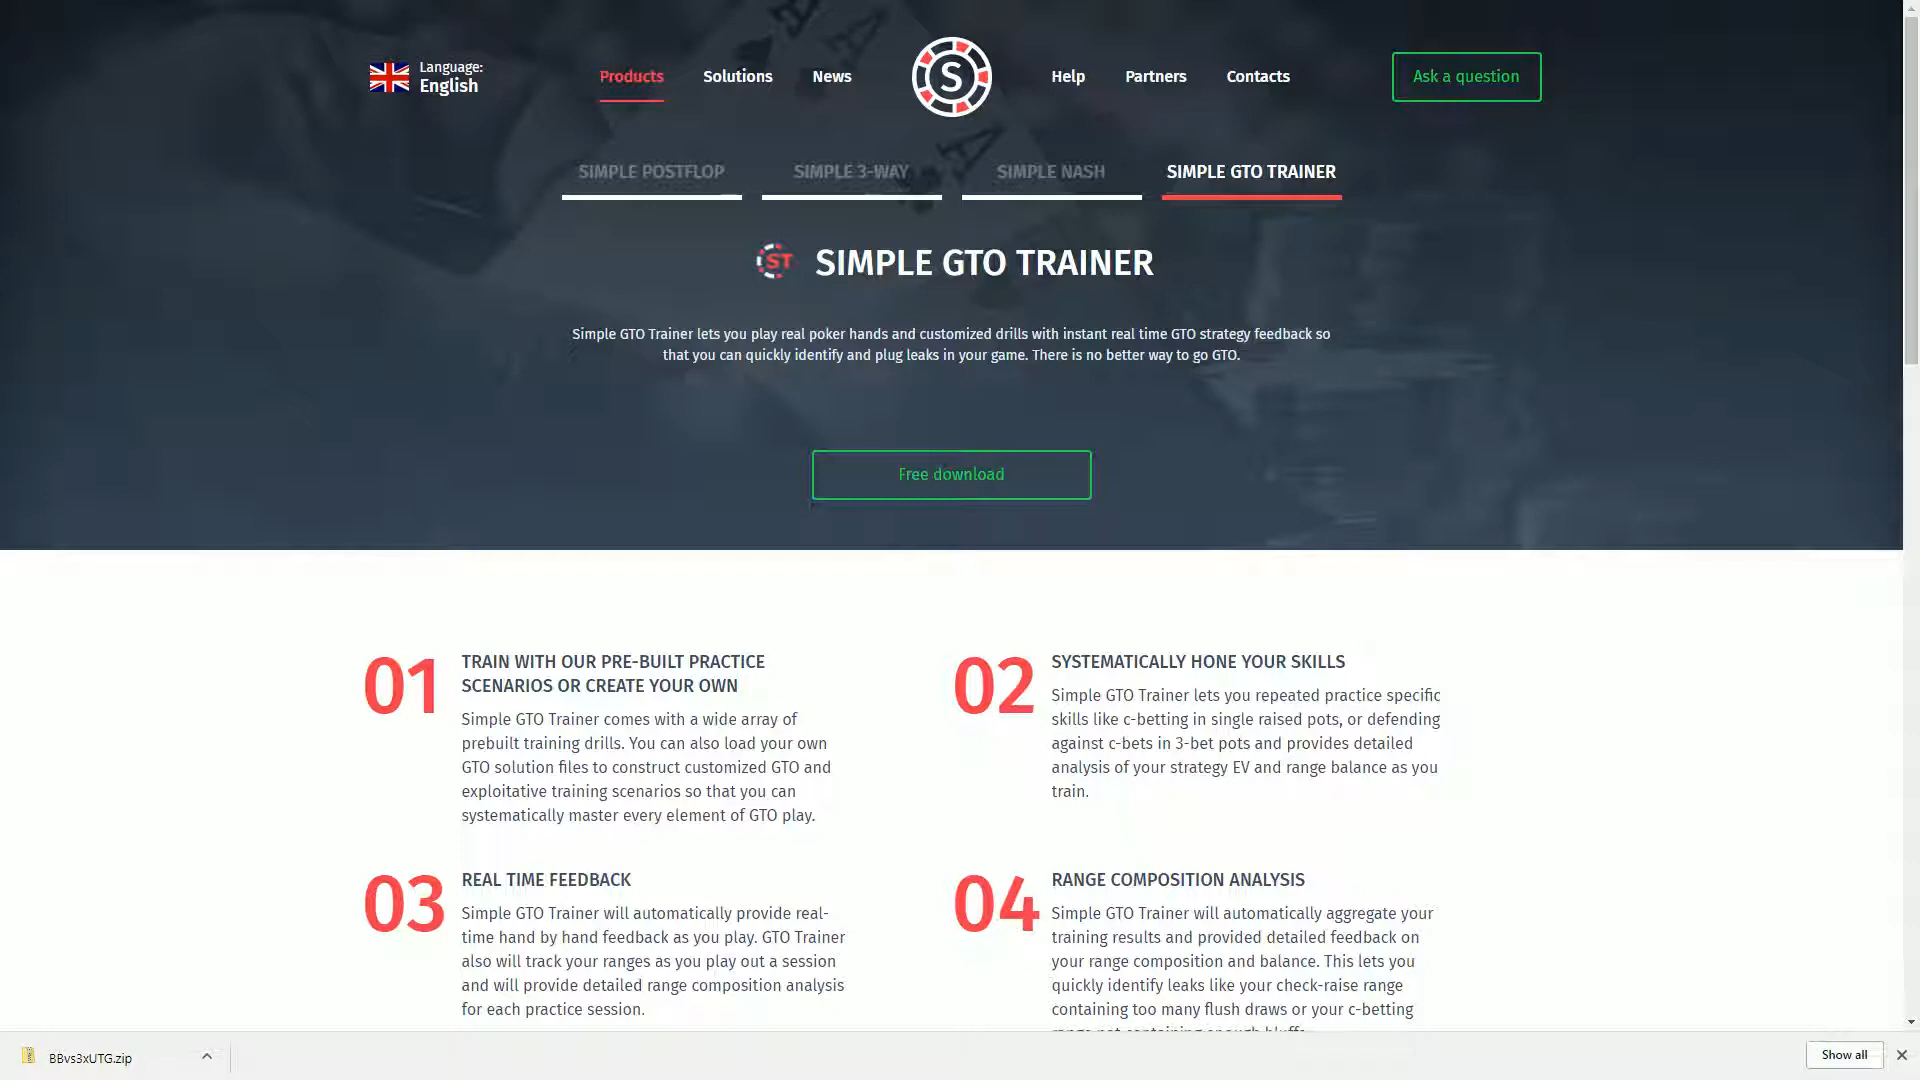 Language:
English
Products
Solutions
News
S
Help
Partners
Contacts
Ask a question
SIMPLE POSTFLOP
SIMPLE 3-WAY
SIMPLE NASH
SIMPLE GTO TRAINER
ST
SIMPLE GTO TRAINER
Simple GTO Trainer lets you play real poker hands and customized drills with instant real time GTO strategy feedback so
that you can quickly identify and plug leaks in your game. There is no better way to go GTO.
Free download
01
TRAIN WITH OUR PRE-BUILT PRACTICE
SCENARIOS OR CREATE YOUR OWN
Simple GTO Trainer comes with a wide array of
prebuilt training drills. You can also load your own
GTO solution files to construct customized GTO and
exploitative training scenarios so that you can
systematically master every element of GTO play.
02
SYSTEMATICALLY HONE YOUR SKILLS
Simple GTO Trainer lets you repeated practice specific
skills like c-betting in single raised pots, or defending
against c-bets in 3-bet pots and provides detailed
analysis of your strategy EV and range balance as you
train.
03
REAL TIME FEEDBACK
Simple GTO Trainer will automatically provide real-
time hand by hand feedback as you play. GTO Trainer
also will track your ranges as you play out a session
and will provide detailed range composition analysis
for each practice session.
04
RANGE COMPOSITION ANALYSIS
Simple GTO Trainer will automatically aggregate your
training results and provided detailed feedback on
your range composition and balance. This lets you
quickly identify leaks like your check-raise range
containing too many flush draws or your c-betting
range not containing enough bluffs
BBvs3xUTG.zip
Show all